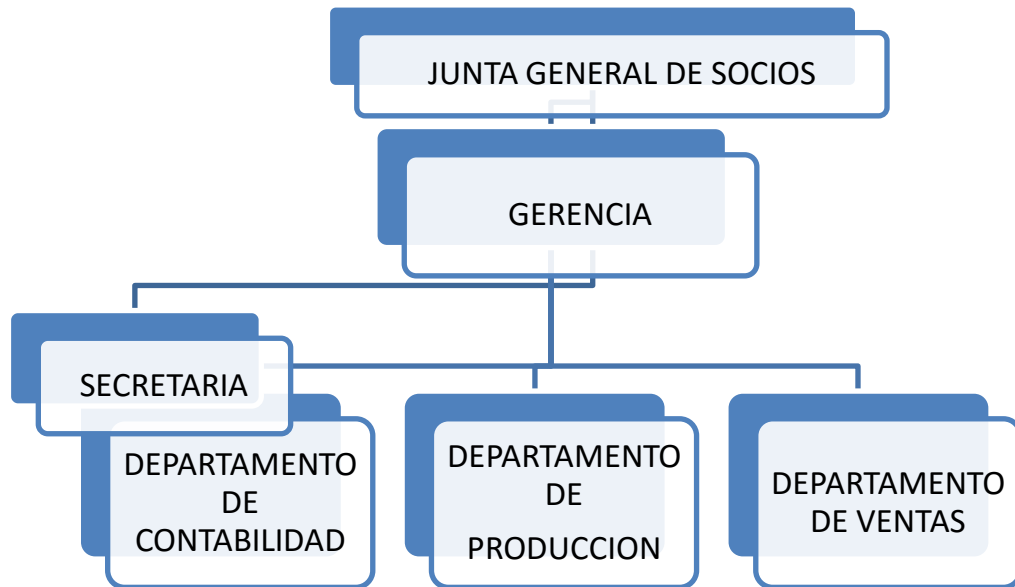 JUNTA GENERAL DE SOCIOS
GERENCIA
SECRETARIA
DEPARTAMENTO
DE
CONTABILIDAD
DEPARTAMENTO
DE
PRODUCCION
DEPARTAMENTO
DE VENTAS